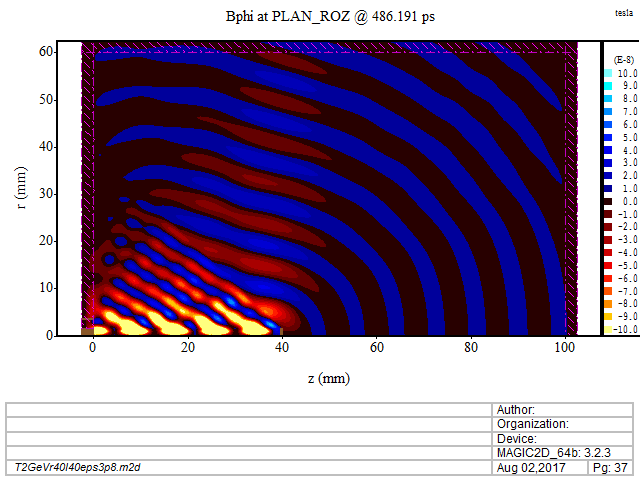 Bphi at PLAN_ROZ @ 486.191 ps
tesla
(E-8)
10.0
9.0
8.0
7.0
6.0
5.0
4.0
3.0
2.0
1.0
0.0
-1.0
-2.0
-3.0
-4.0
-5.0
-6.0
-7.0
-8.0
-9.0
-10.0
60
50
40
30
20
10
0
r (mm)
0 20 40 60 80 100
z (mm)
Author:
Organization:
Device:
MAGIC2D_64b: 3.2.3
T2GeVr40l40eps3p8.m2d
Aug 02,2017 Pg: 37